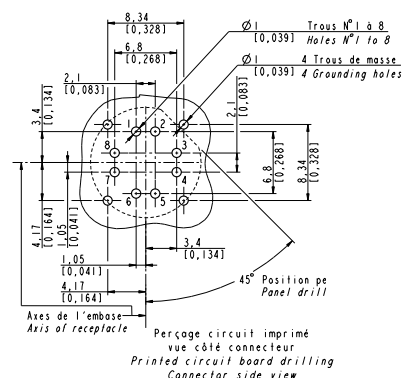 8,34
[0,328]
6,8
[0,268]
2,1
[0,083]
Ø1
[0,039]
Trous N°1 à 8
Holes N°1 to 8
Ø1
[0,039]
4 Trous de masse
4 Grounding holes
3,4
[0,134]
4,17
[0,164]
1,05
[0,041]
1
2
3
4
5
6
7
8
2,1
[0,083]
6,8
[0,268]
8,34
[0,328]
3,4
[0,134]
1,05
[0,041]
4,17
[0,164]
45° Position pe
Panel drill
Axes de l'embase
Axis of receptacle
Perçage circuit imprimé
vue côté connecteur
Printed circuit board drilling
Connector side view